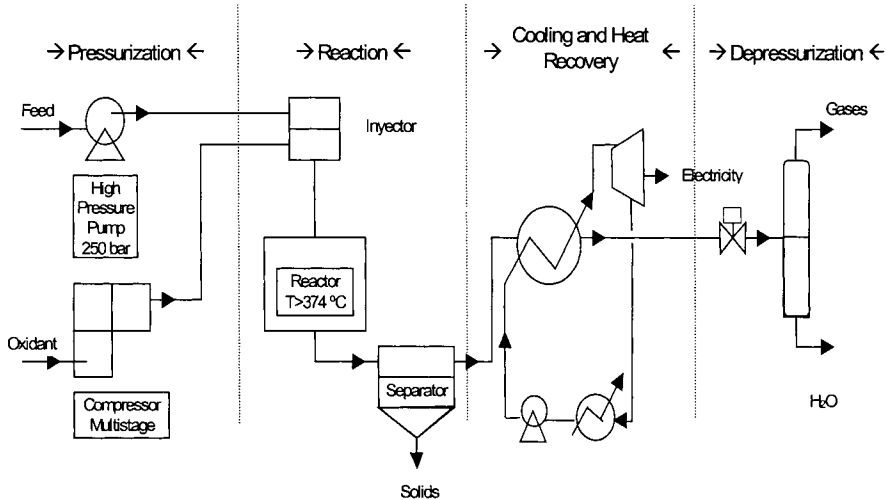 → Pressurization ←
→ Reaction ←
→ Cooling and Heat ←
Recovery
→ Depressurization ←
Feed
Inyector
High
Pressure
Pump
250 bar
Reactor
T>374 ºC
Oxidant
Compressor
Multistage
Separator
Solids
Electricity
Gases
H₂O